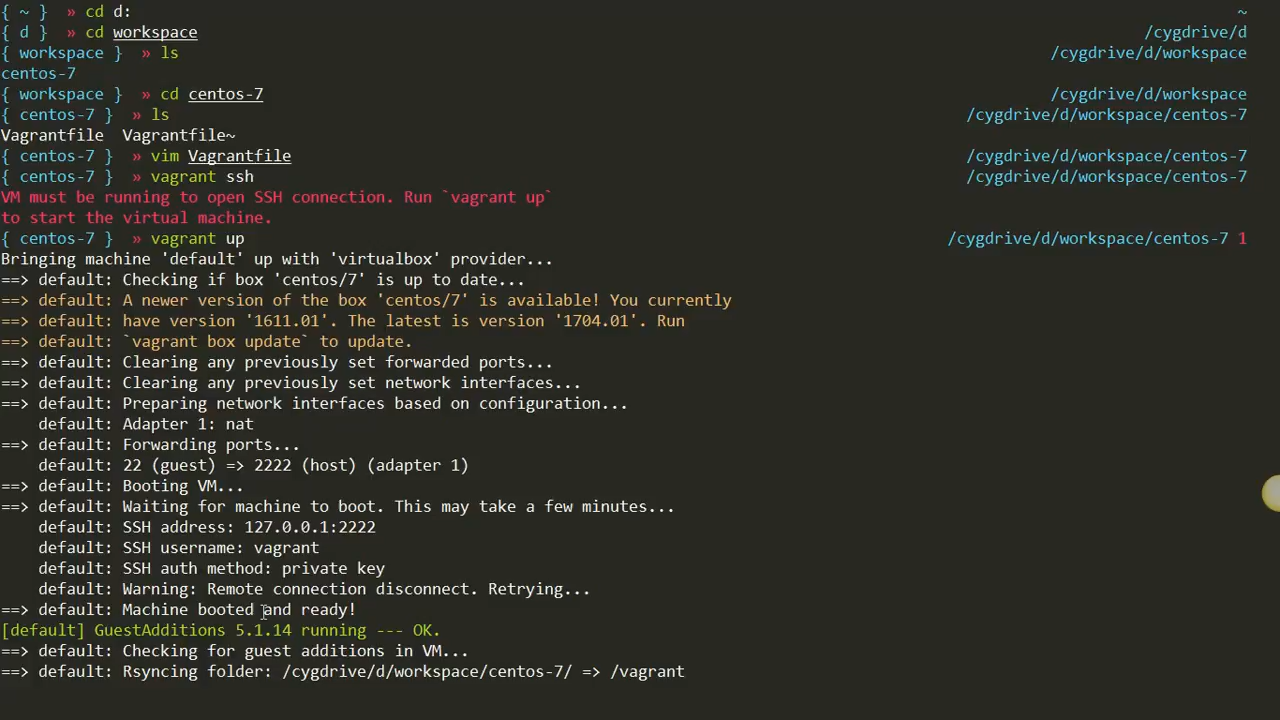 { ~ }  » cd d: ~
{ d }  » cd workspace /cygdrive/d
{ workspace }  » ls /cygdrive/d/workspace
centos-7
{ workspace }  » cd centos-7 /cygdrive/d/workspace
{ centos-7 }  » ls /cygdrive/d/workspace/centos-7
Vagrantfile  Vagrantfile~
{ centos-7 }  » vim Vagrantfile /cygdrive/d/workspace/centos-7
{ centos-7 }  » vagrant ssh /cygdrive/d/workspace/centos-7
VM must be running to open SSH connection. Run `vagrant up`
to start the virtual machine.
{ centos-7 }  » vagrant up /cygdrive/d/workspace/centos-7 1
Bringing machine 'default' up with 'virtualbox' provider...
==> default: Checking if box 'centos/7' is up to date...
==> default: A newer version of the box 'centos/7' is available! You currently
==> default: have version '1611.01'. The latest is version '1704.01'. Run
==> default: `vagrant box update` to update.
==> default: Clearing any previously set forwarded ports...
==> default: Clearing any previously set network interfaces...
==> default: Preparing network interfaces based on configuration...
    default: Adapter 1: nat
==> default: Forwarding ports...
    default: 22 (guest) => 2222 (host) (adapter 1)
==> default: Booting VM...
==> default: Waiting for machine to boot. This may take a few minutes...
    default: SSH address: 127.0.0.1:2222
    default: SSH username: vagrant
    default: SSH auth method: private key
    default: Warning: Remote connection disconnect. Retrying...
==> default: Machine booted and ready!
[default] GuestAdditions 5.1.14 running --- OK.
==> default: Checking for guest additions in VM...
==> default: Rsyncing folder: /cygdrive/d/workspace/centos-7/ => /vagrant